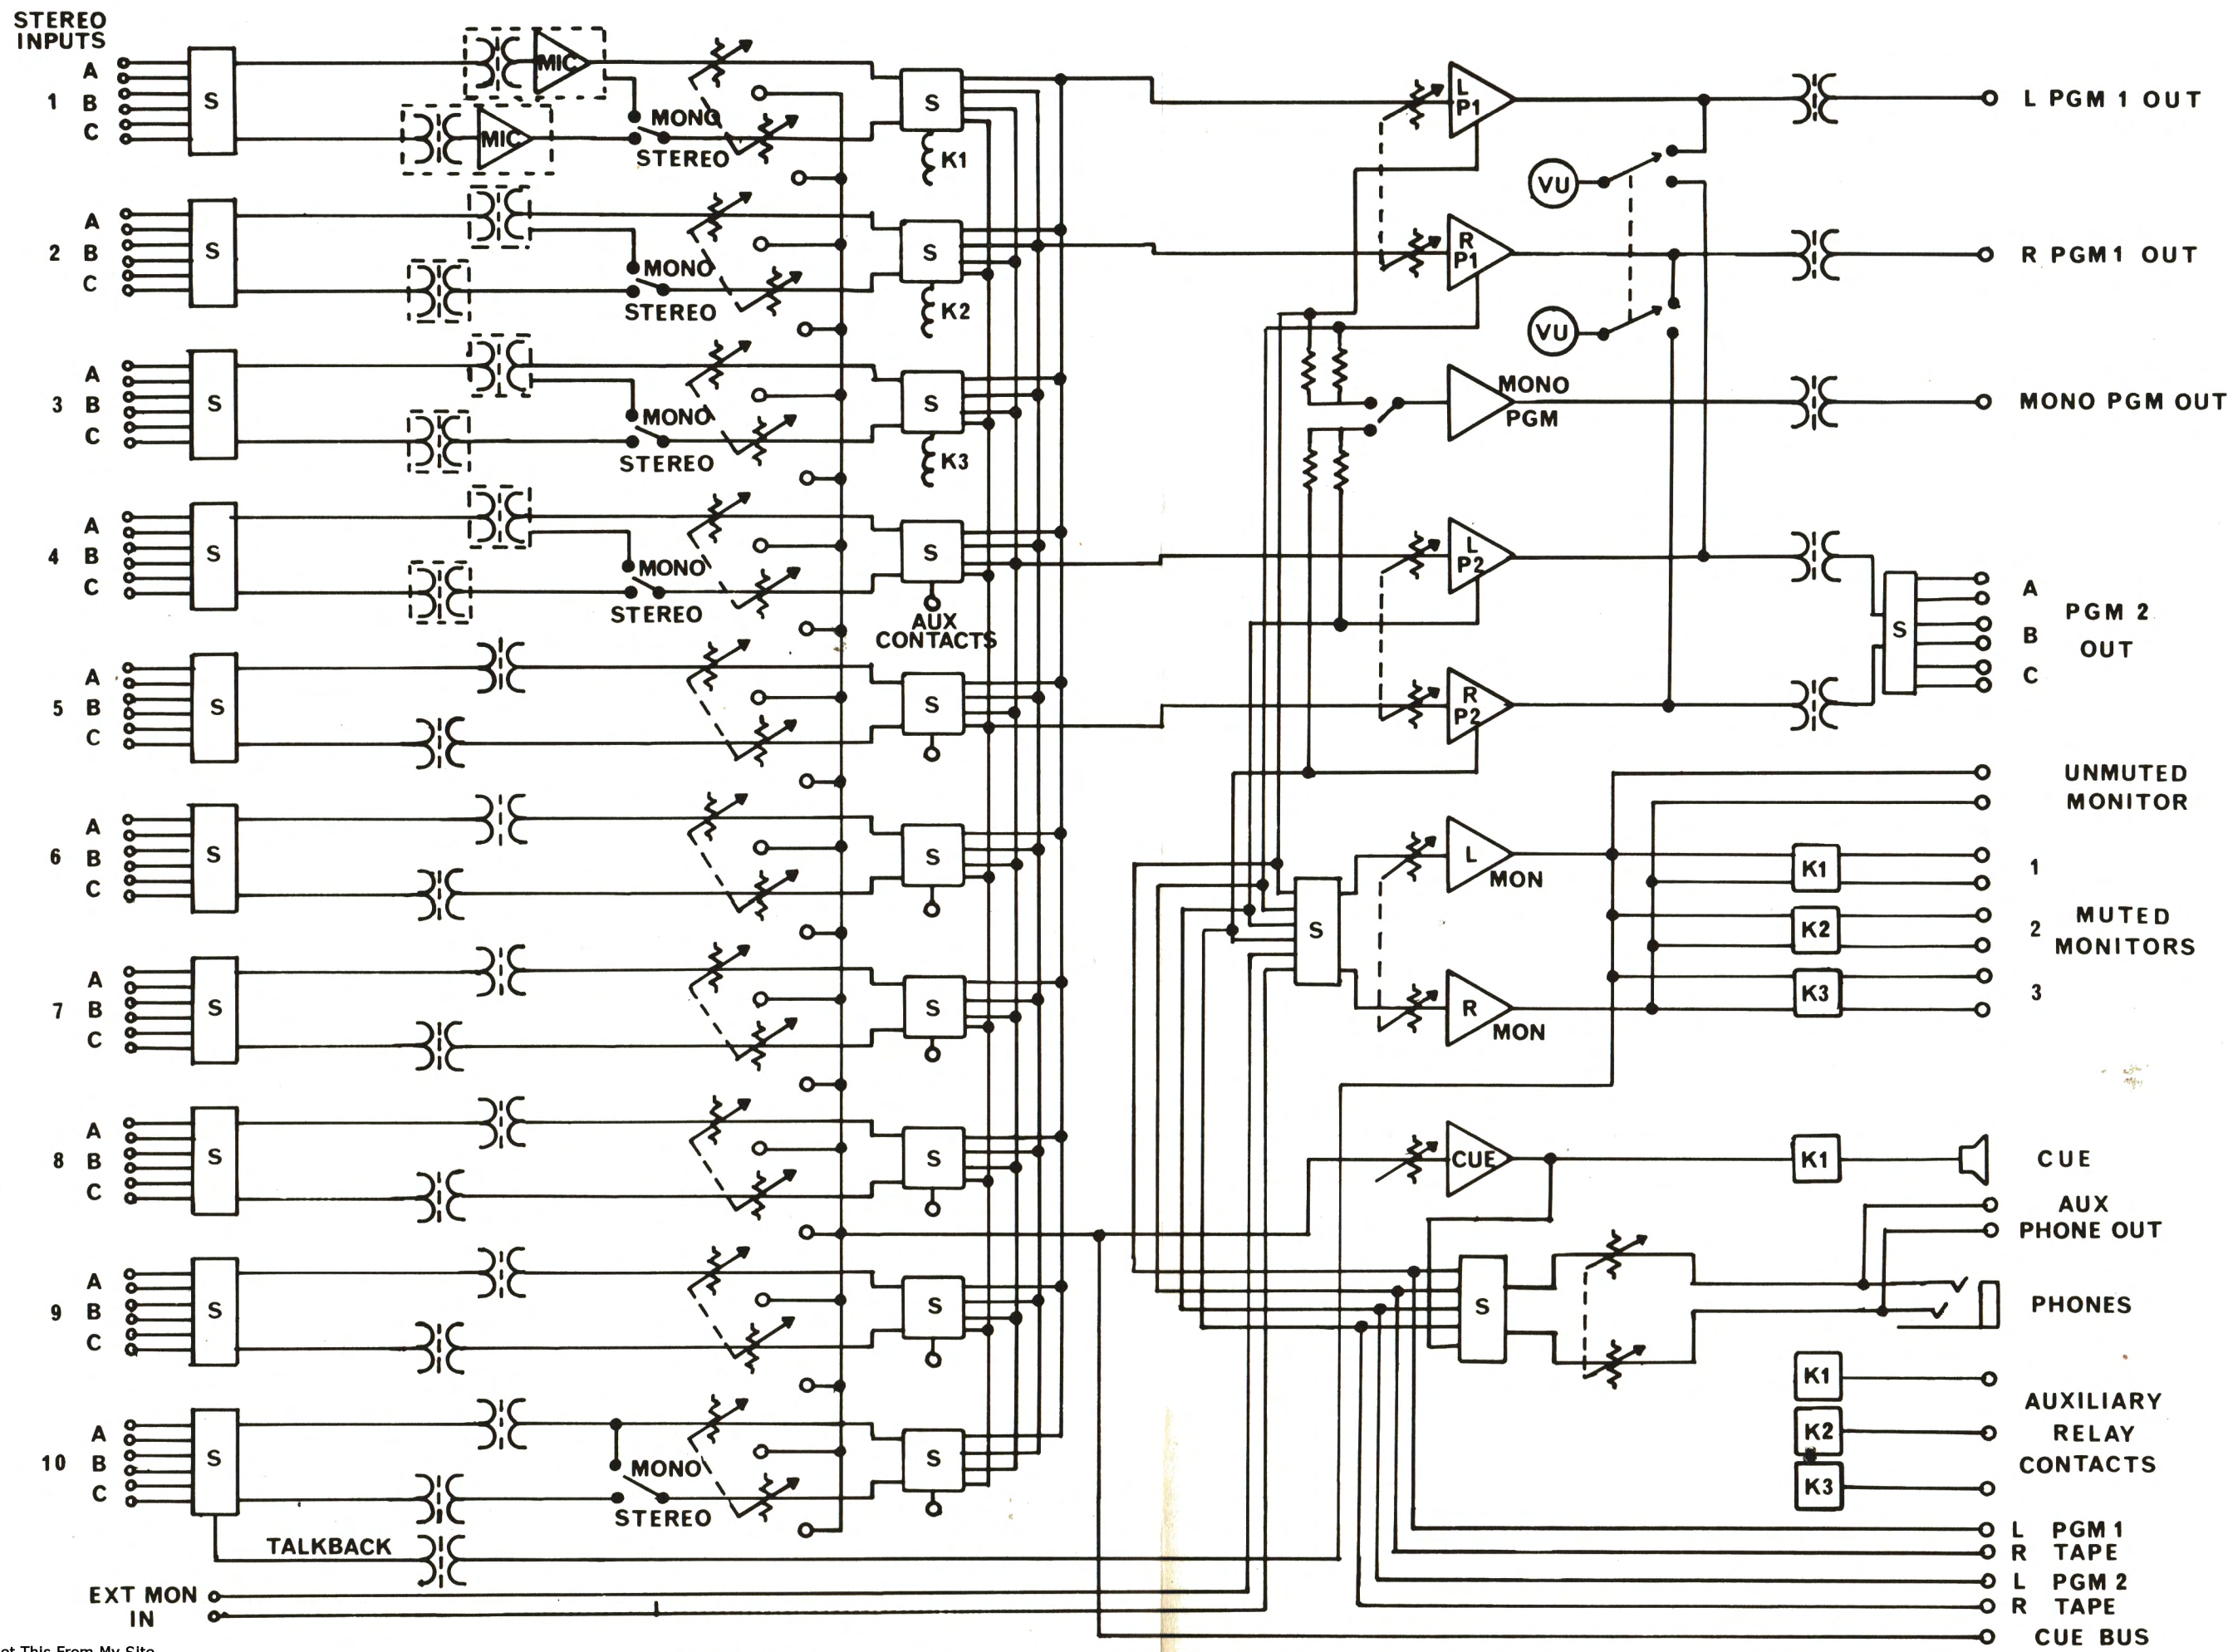 STEREO
INPUTS
A
1 B S
C
MIC
MIC
MONO
STEREO
S
K1
A
2 B S
C
MONO
STEREO
S
K2
A
3 B S
C
MONO
STEREO
S
K3
A
4 B S
C
MONO
STEREO
S
AUX
CONTACTS
A
5 B S
C
S
A
6 B S
C
S
A
7 B S
C
S
A
8 B S
C
S
A
9 B S
C
S
A
10 B S
C
MONO
STEREO
S
TALKBACK
EXT MON
IN
L
P1
L PGM 1 OUT
VU
R
P1
R PGM1 OUT
VU
MONO
PGM
MONO PGM OUT
L
P2
S
A
B
C
PGM 2
OUT
R
P2
UNMUTED
MONITOR
S
L
MON
R
MON
K1
1
K2
2
K3
3
MUTED
MONITORS
CUE
K1
CUE
AUX
PHONE OUT
S
PHONES
K1
K2
K3
AUXILIARY
RELAY
CONTACTS
L PGM 1
R TAPE
L PGM 2
R TAPE
CUE BUS
This From My Site